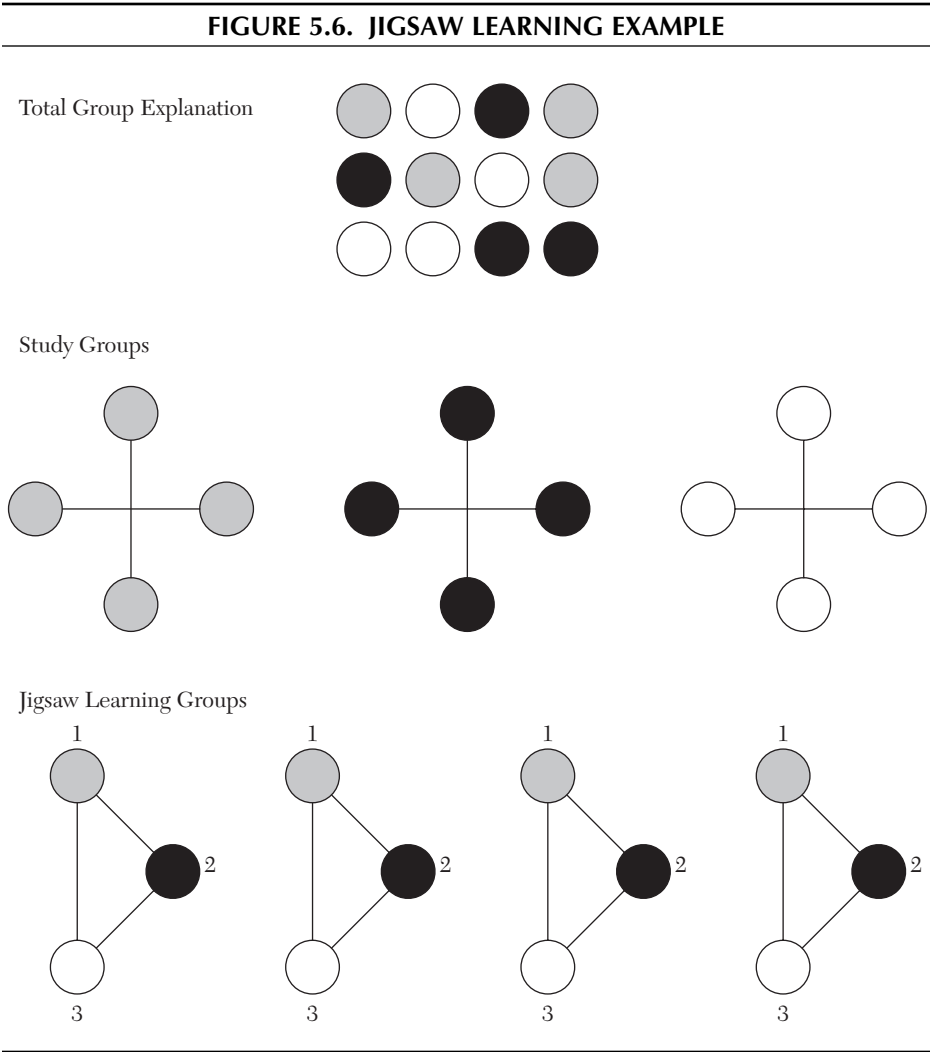 FIGURE 5.6. JIGSAW LEARNING EXAMPLE
Total Group Explanation
Study Groups
Jigsaw Learning Groups
1 1 1 1
2 2 2 2
3 3 3 3